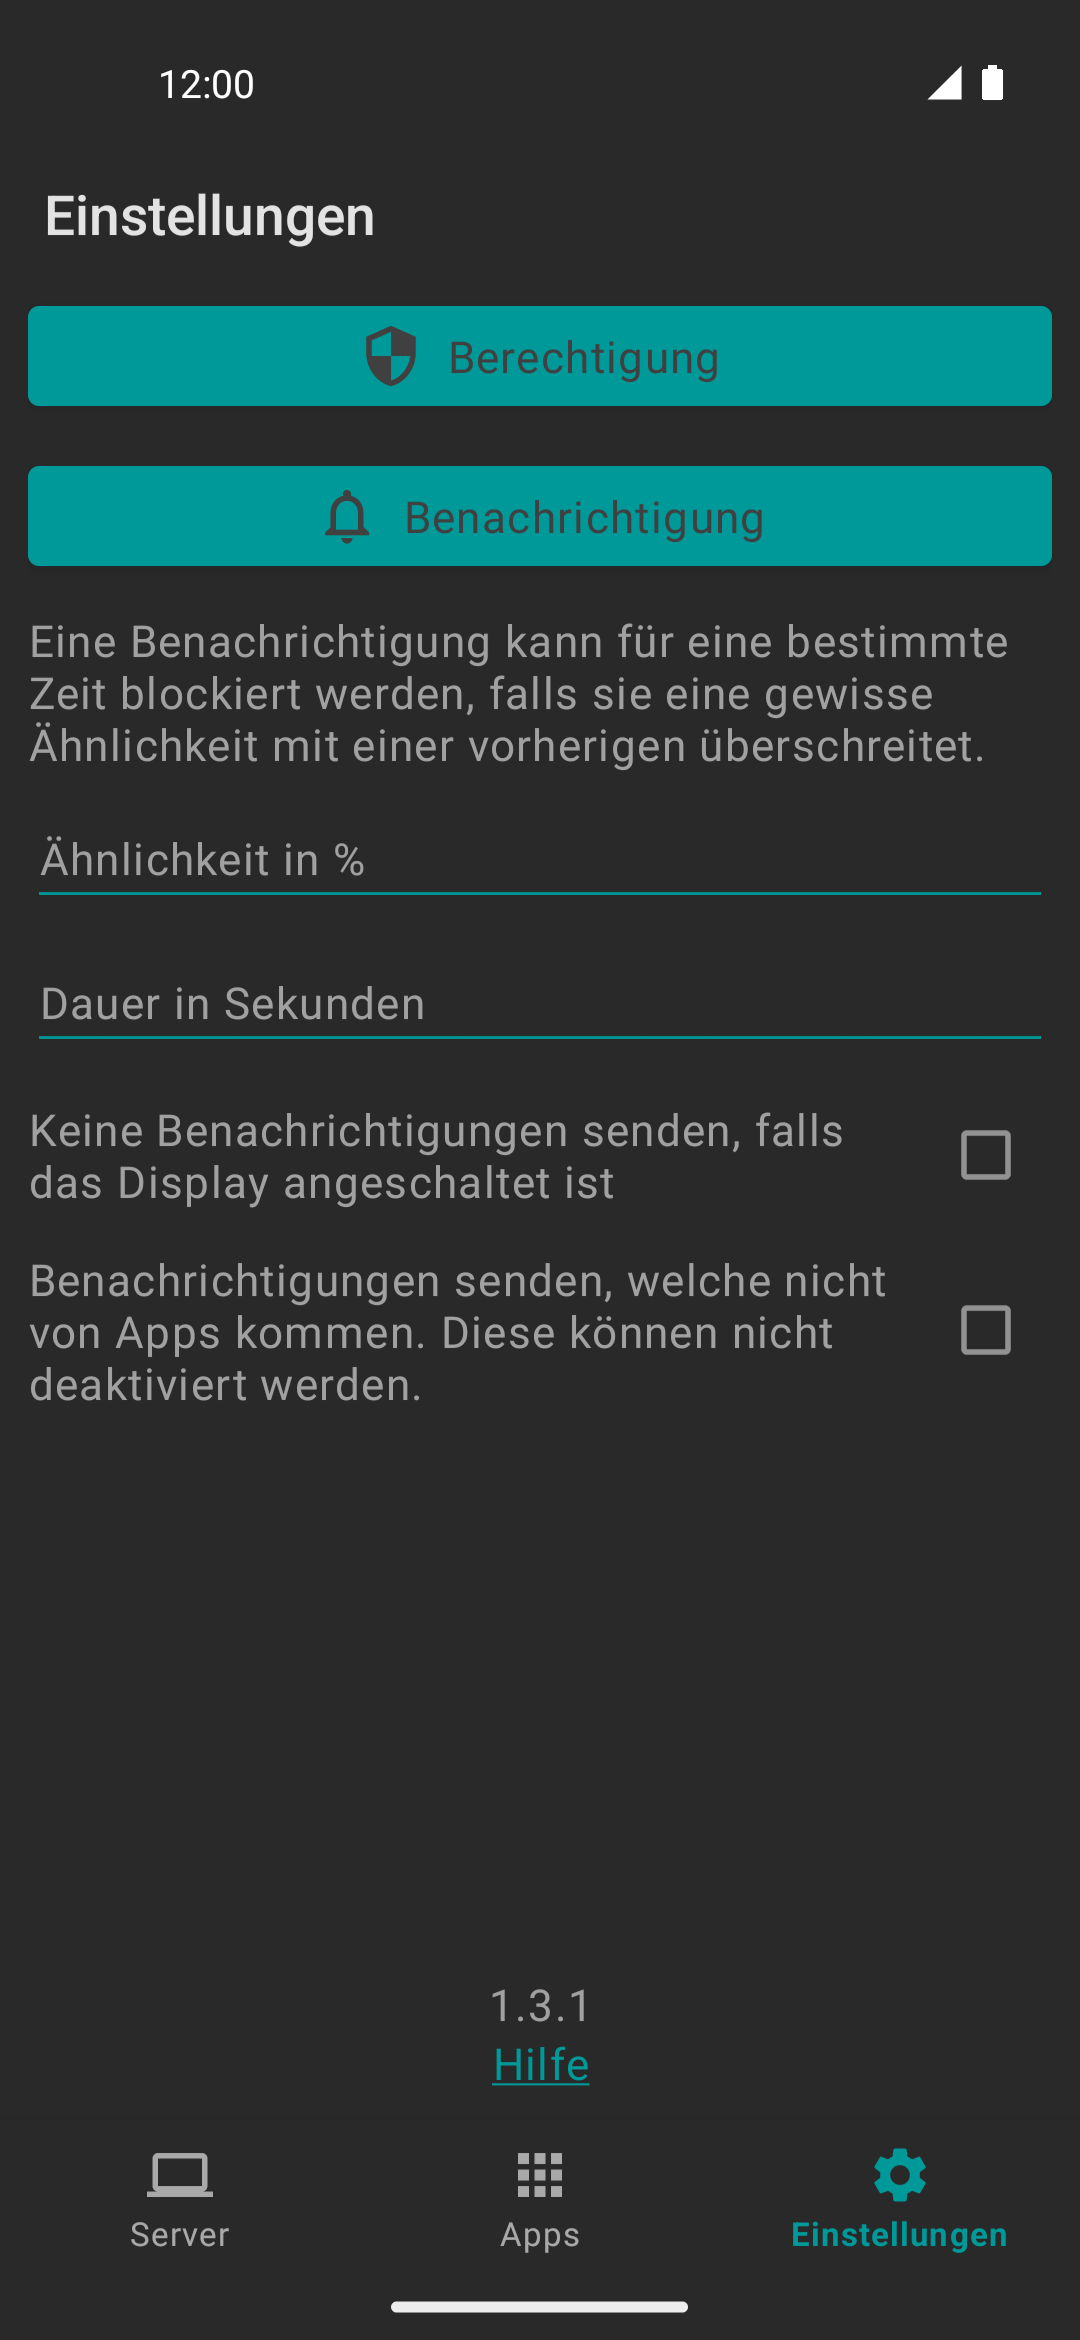 12:00
Einstellungen
Berechtigung
Benachrichtigung
Eine Benachrichtigung kann für eine bestimmte
Zeit blockiert werden, falls sie eine gewisse
Ähnlichkeit mit einer vorherigen überschreitet.
Ähnlichkeit in %
Dauer in Sekunden
Keine Benachrichtigungen senden, falls
das Display angeschaltet ist
Benachrichtigungen senden, welche nicht
von Apps kommen. Diese können nicht
deaktiviert werden.
1.3.1
Hilfe
Server
Apps
Einstellungen